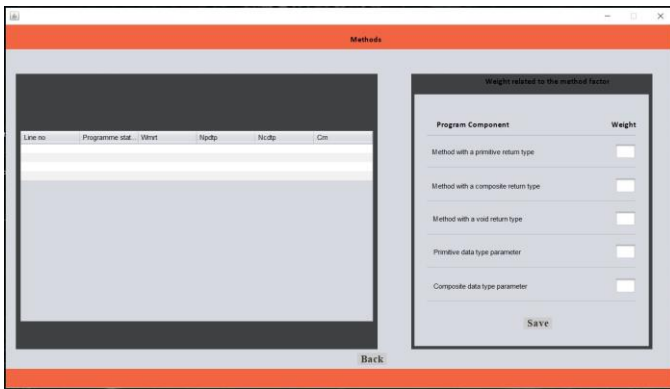 Methods
Weight related to the method factor
Line no Programme stat... Wmrt Npdtp Ncdtp Cm
Program Component Weight
Method with a primitive return type
Method with a composite return type
Method with a void return type
Primitive data type parameter
Composite data type parameter
Save
Back